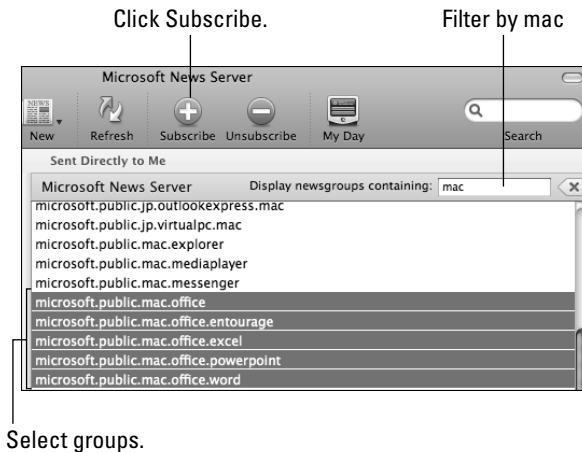 Click Subscribe.
Filter by mac
Microsoft News Server
NEWS
New
Refresh
Subscribe
Unsubscribe
My Day
Search
Sent Directly to Me
Microsoft News Server
Display newsgroups containing: mac
microsoft.public.jp.outlookexpress.mac
microsoft.public.jp.virtualpc.mac
microsoft.public.mac.explorer
microsoft.public.mac.mediaplayer
microsoft.public.mac.messenger
microsoft.public.mac.office
microsoft.public.mac.office.entourage
microsoft.public.mac.office.excel
microsoft.public.mac.office.powerpoint
microsoft.public.mac.office.word
Select groups.